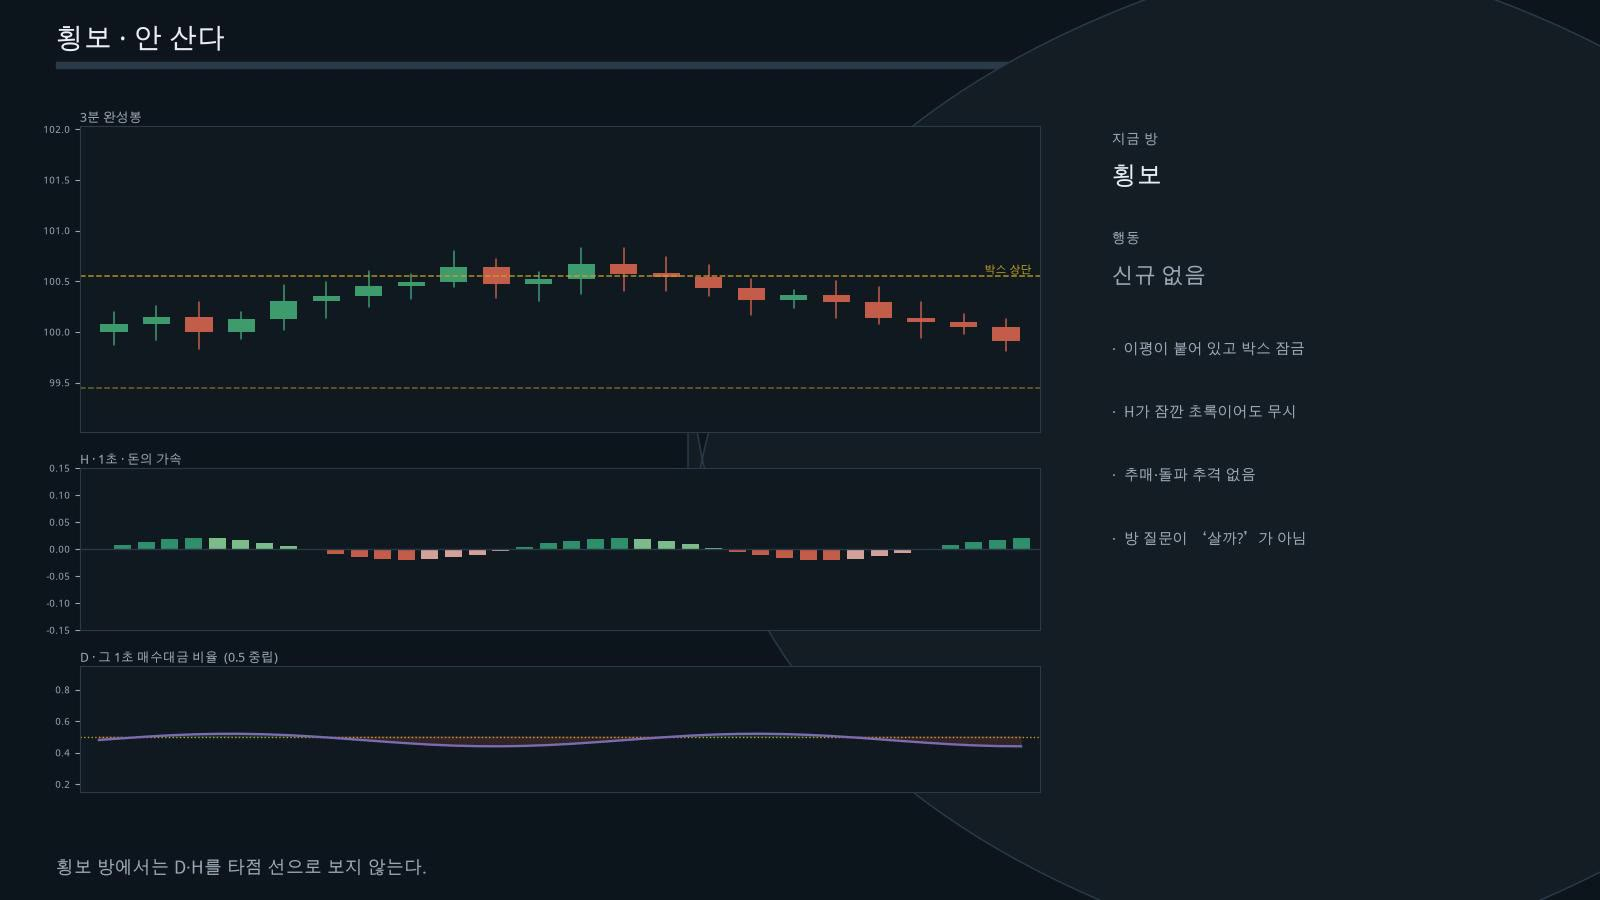 횡보 · 안 산다
3분 완성봉
102.0
101.5
101.0
100.5
100.0
99.5
박스 상단
H · 1초 · 돈의 가속
0.15
0.10
0.05
0.00
-0.05
-0.10
-0.15
D · 그 1초 매수대금 비율 (0.5 중립)
0.8
0.6
0.4
0.2
지금 방
횡보
행동
신규 없음
· 이평이 붙어 있고 박스 잠금
· H가 잠깐 초록이어도 무시
· 추매·돌파 추격 없음
· 방 질문이 ‘살까?’가 아님
횡보 방에서는 D·H를 타점 선으로 보지 않는다.